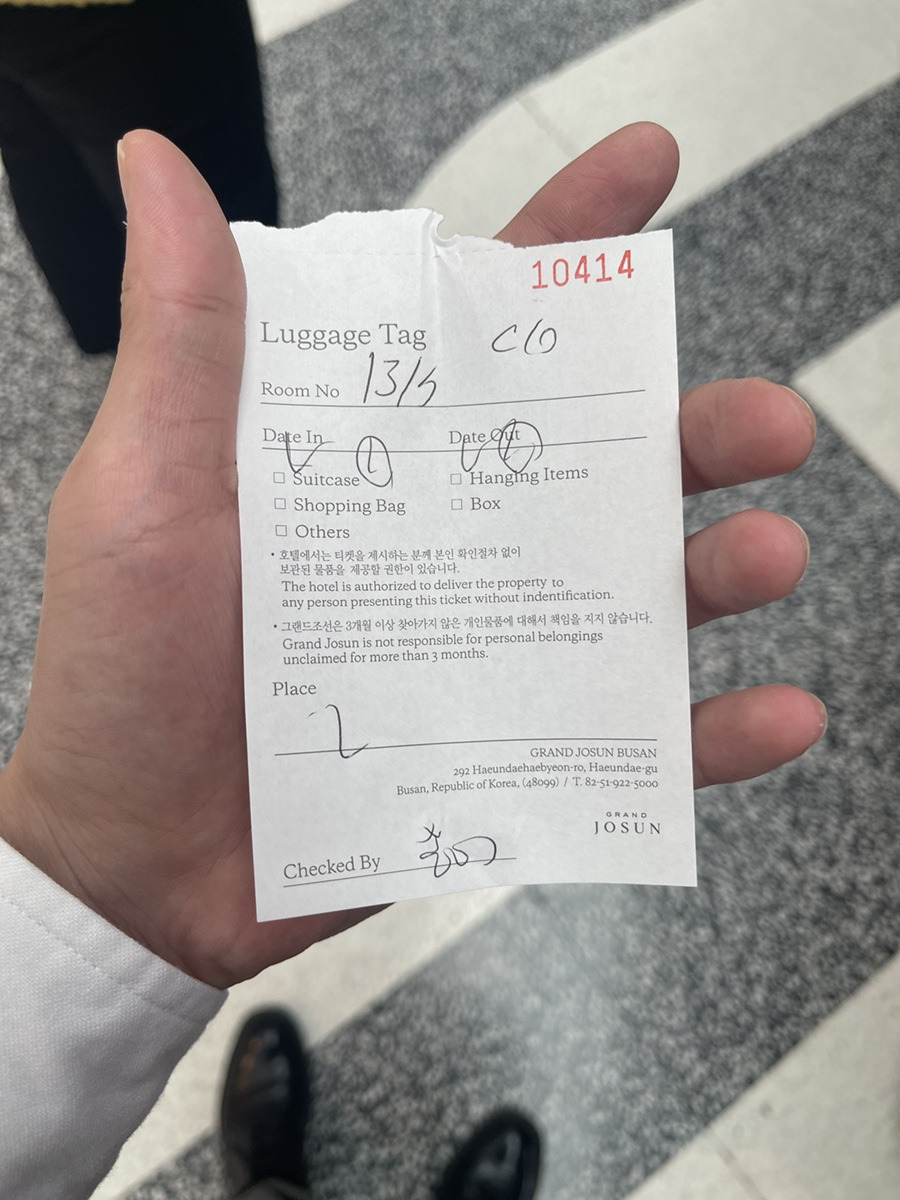 10414
Luggage Tag C/O
Room No
Date In Date Out
☐ Suitcase ☐ Hanging Items
☐ Shopping Bag ☐ Box
☐ Others
• 호텔에서는 티켓을 제시하는 분께 본인 확인절차 없이
보관된 물품을 제공할 권한이 있습니다.
The hotel is authorized to deliver the property to
any person presenting this ticket without indentification.
• 그랜드조선은 3개월 이상 찾아가지 않은 개인물품에 대해서 책임을 지지 않습니다.
Grand Josun is not responsible for personal belongings
unclaimed for more than 3 months.
Place
GRAND JOSUN BUSAN
292 Haeundaehaebyeon-ro, Haeundae-gu
Busan, Republic of Korea, (48099) / T. 82-51-922-5000
GRAND
JOSUN
Checked By